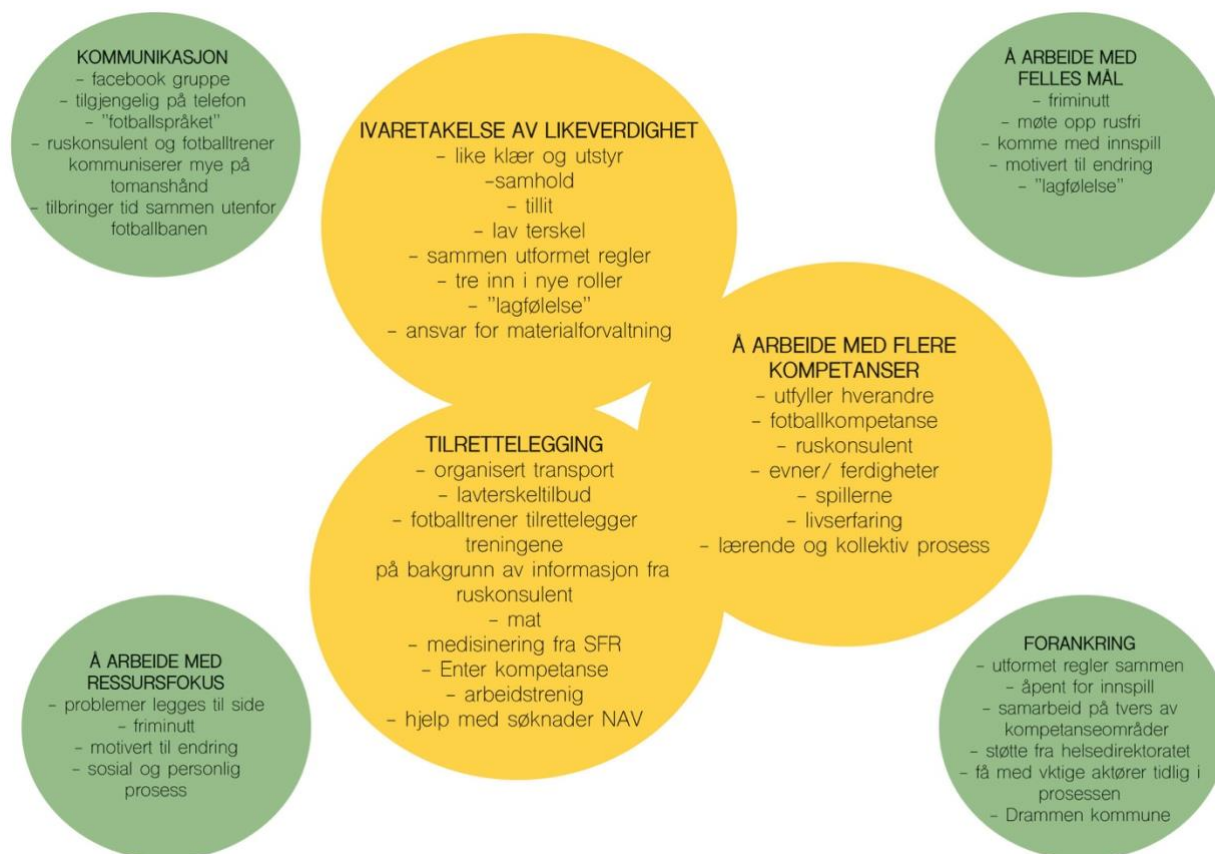 KOMMUNIKASJON
- facebook gruppe
- tilgjengelig på telefon
- "fotballspråket"
- ruskonsulent og fotballtrener
kommuniserer mye på
tomanshånd
- tilbringer tid sammen utenfor
fotballbanen
IVARETAKELSE AV LIKEVERDIGHET
- like klær og utstyr
-samhold
- tillit
- lav terskel
- sammen utformet regler
- tre inn i nye roller
- "lagfølelse"
- ansvar for materialforvaltning
Å ARBEIDE MED
FELLES MÅL
- friminutt
- møte opp rusfri
- komme med innspill
- motivert til endring
- "lagfølelse"
Å ARBEIDE MED FLERE
KOMPETANSER
- utfyller hverandre
- fotballkompetanse
- ruskonsulent
- evner/ ferdigheter
- spillerne
- livserfaring
- lærende og kollektiv prosess
TILRETTELEGGING
- organisert transport
- lavterskeltilbud
- fotballtrener tilrettelegger
treningene
på bakgrunn av informasjon fra
ruskonsulent
- mat
- medisinering fra SFR
- Enter kompetanse
- arbeidstrenig
- hjelp med søknader NAV
Å ARBEIDE MED
RESSURSFOKUS
- problemer legges til side
- friminutt
- motivert til endring
- sosial og personlig
prosess
FORANKRING
- utformet regler sammen
- åpent for innspill
- samarbeid på tvers av
kompetanseområder
- støtte fra helsedirektoratet
- få med vktige aktører tidlig i
prosessen
- Drammen kommune